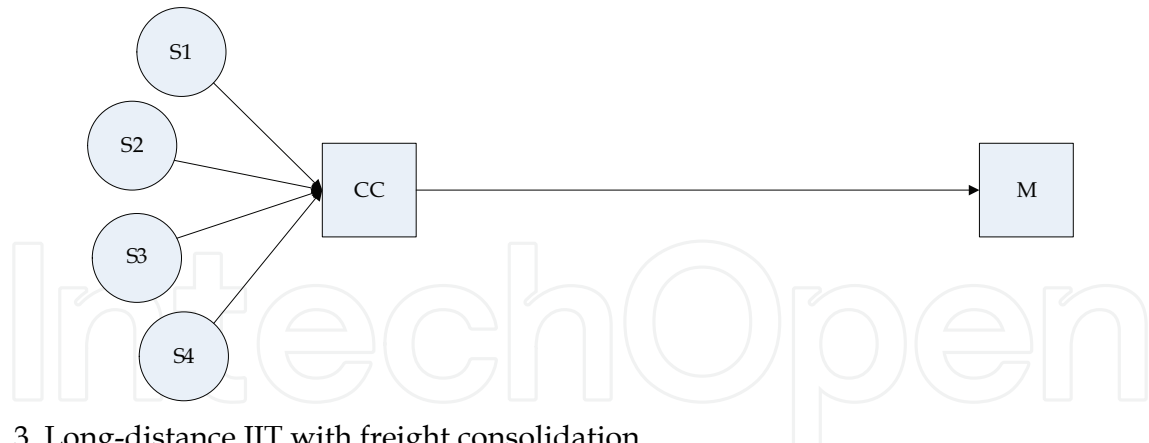 S1
S2
CC
M
S3
S4
IntechOpen
3. Long-distance JIT with freight consolidation